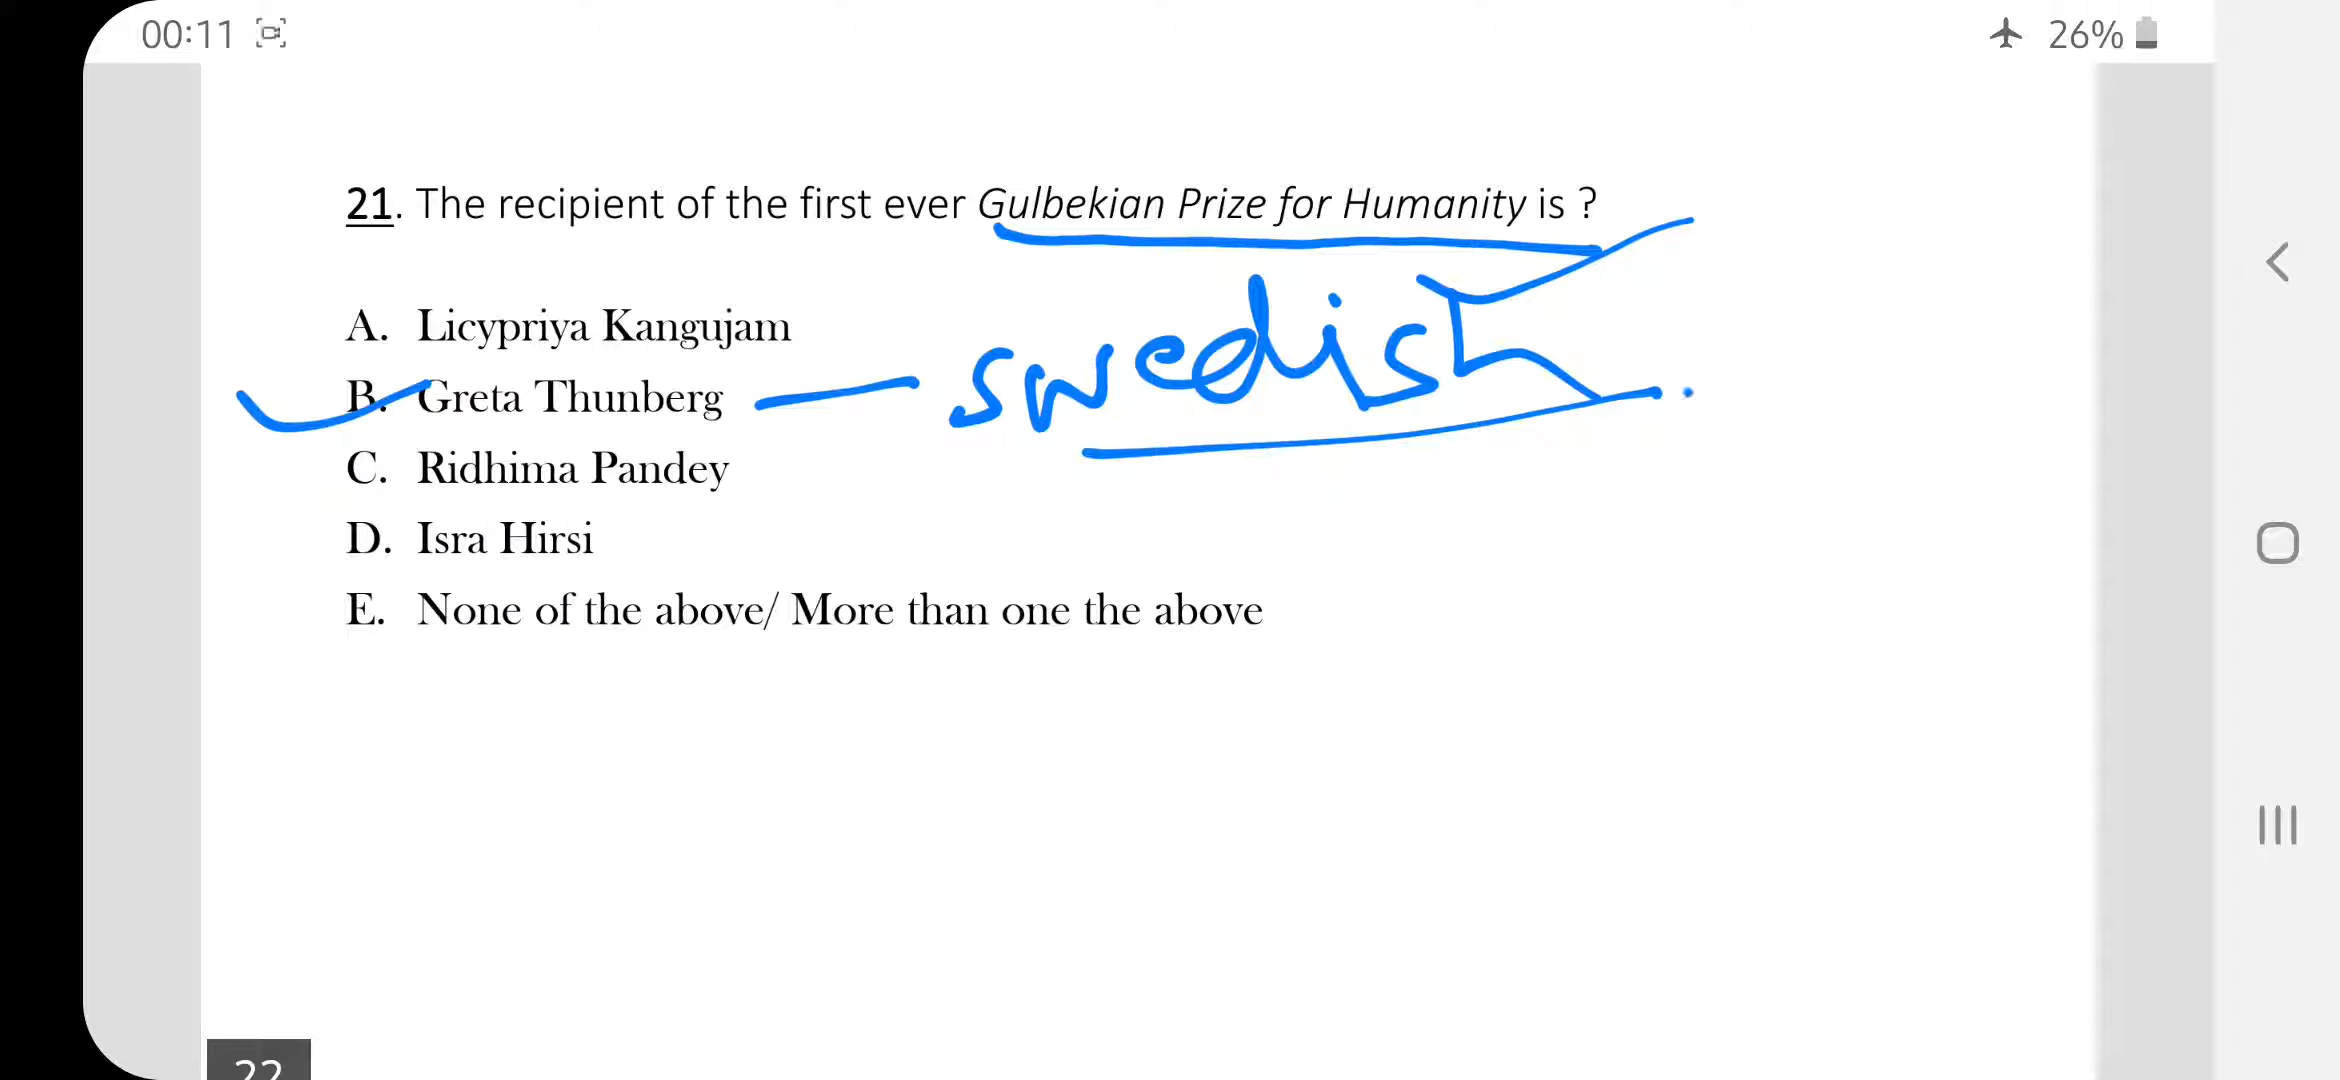 00:11 26%
21. The recipient of the first ever Gulbekian Prize for Humanity is ?
A. Licypriya Kangujam
B. Greta Thunberg — swedish.
C. Ridhima Pandey
D. Isra Hirsi
E. None of the above/ More than one the above
22